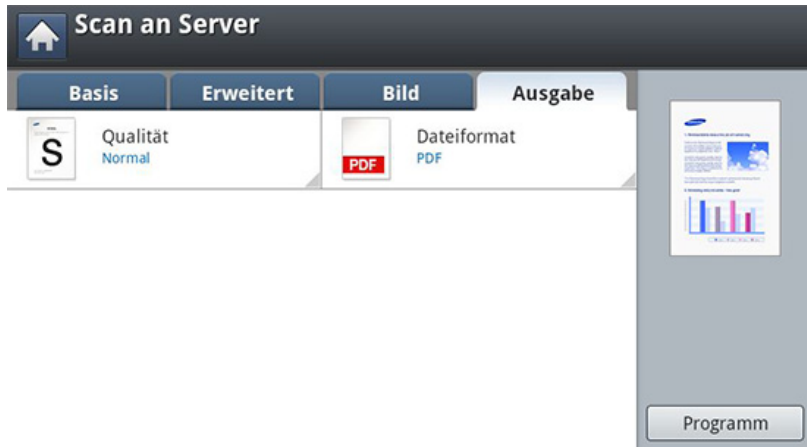 Scan an Server
Basis
Erweitert
Bild
Ausgabe
S
Qualität
Normal
PDF
Dateiformat
PDF
Programm